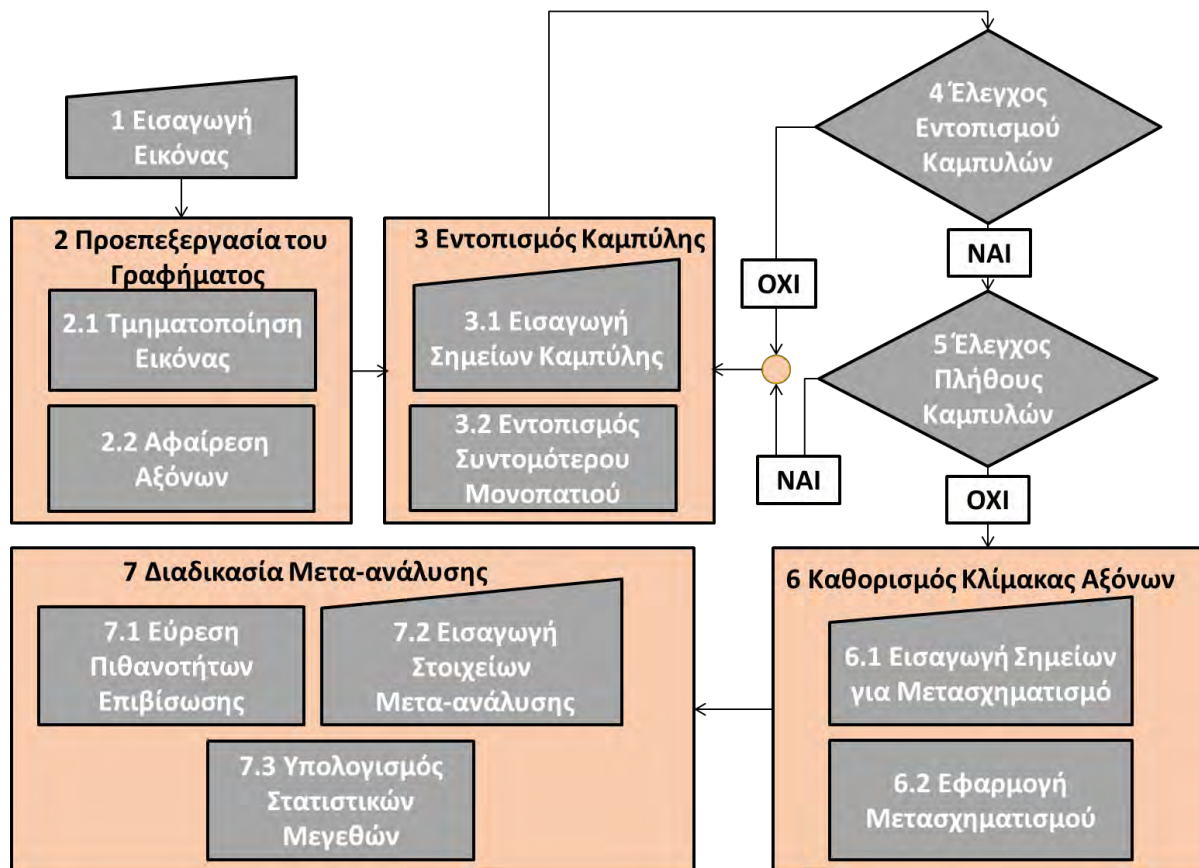 1 Εισαγωγή
Εικόνας
2 Προεπεξεργασία του
Γραφήματος
2.1 Τμηματοποίηση
Εικόνας
2.2 Αφαίρεση
Αξόνων
3 Εντοπισμός Καμπύλης
3.1 Εισαγωγή
Σημείων Καμπύλης
3.2 Εντοπισμός
Συντομότερου
Μονοπατιού
4 Έλεγχος
Εντοπισμού
Καμπυλών
ΟΧΙ
ΝΑΙ
5 Έλεγχος
Πλήθους
Καμπυλών
ΝΑΙ
ΟΧΙ
6 Καθορισμός Κλίμακας Αξόνων
6.1 Εισαγωγή Σημείων
για Μετασχηματισμό
6.2 Εφαρμογή
Μετασχηματισμού
7 Διαδικασία Μετα-ανάλυσης
7.1 Εύρεση
Πιθανοτήτων
Επιβίσωσης
7.2 Εισαγωγή
Στοιχείων
Μετα-ανάλυσης
7.3 Υπολογισμός
Στατιστικών
Μεγεθών